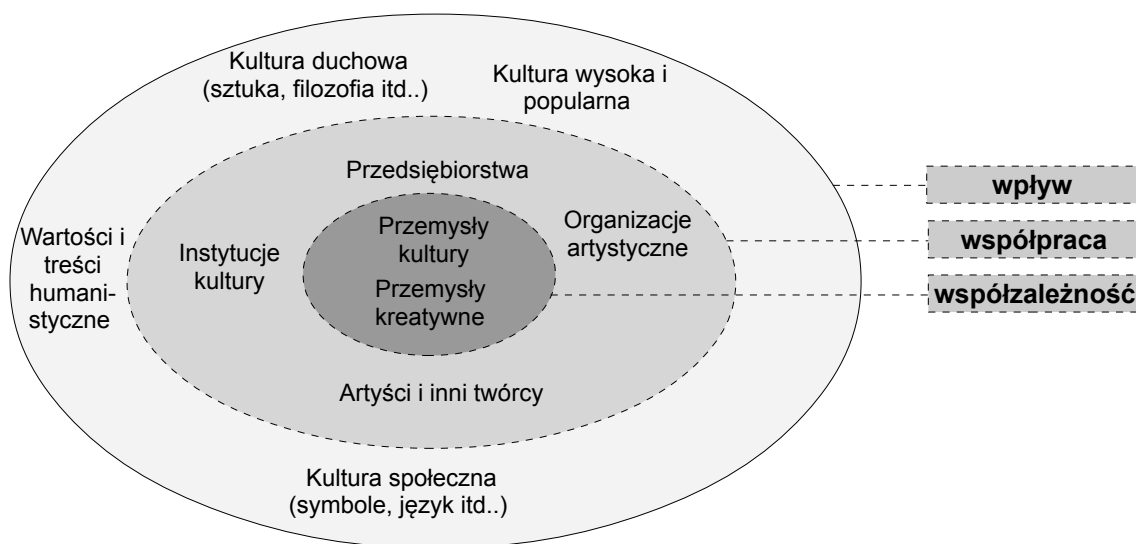 Kultura duchowa
(sztuka, filozofia itd..)
Kultura wysoka i
popularna
Przedsiębiorstwa
Organizacje
artystyczne
Wartości i
treści
humani-
styczne
Instytucje
kultury
Przemysły
kultury
Przemysły
kreatywne
Artyści i inni twórcy
Kultura społeczna
(symbole, język itd..)
wpływ
współpraca
współzależność